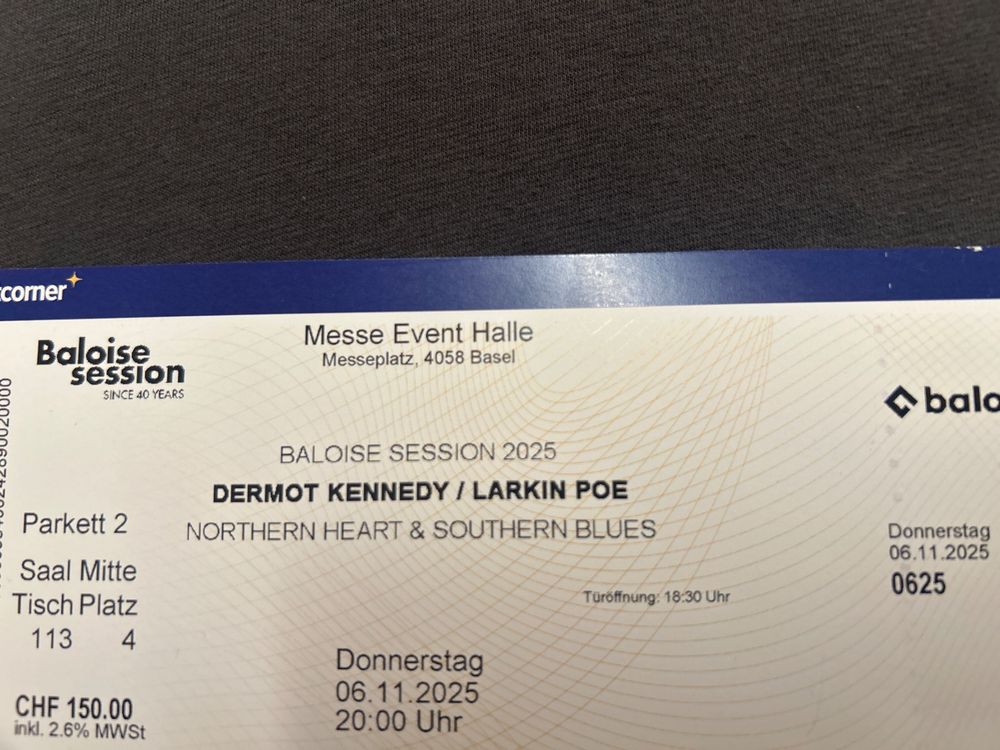 corner
Messe Event Halle
Messeplatz, 4058 Basel
Baloise
session
SINCE 40 YEARS
balo
BALOISE SESSION 2025
DERMOT KENNEDY / LARKIN POE
NORTHERN HEART & SOUTHERN BLUES
Parkett 2
Saal Mitte
Tisch Platz
113 4
CHF 150.00
inkl. 2.6% MWSt
Türöffnung: 18:30 Uhr
Donnerstag
06.11.2025
20:00 Uhr
Donnerstag
06.11.2025
0625